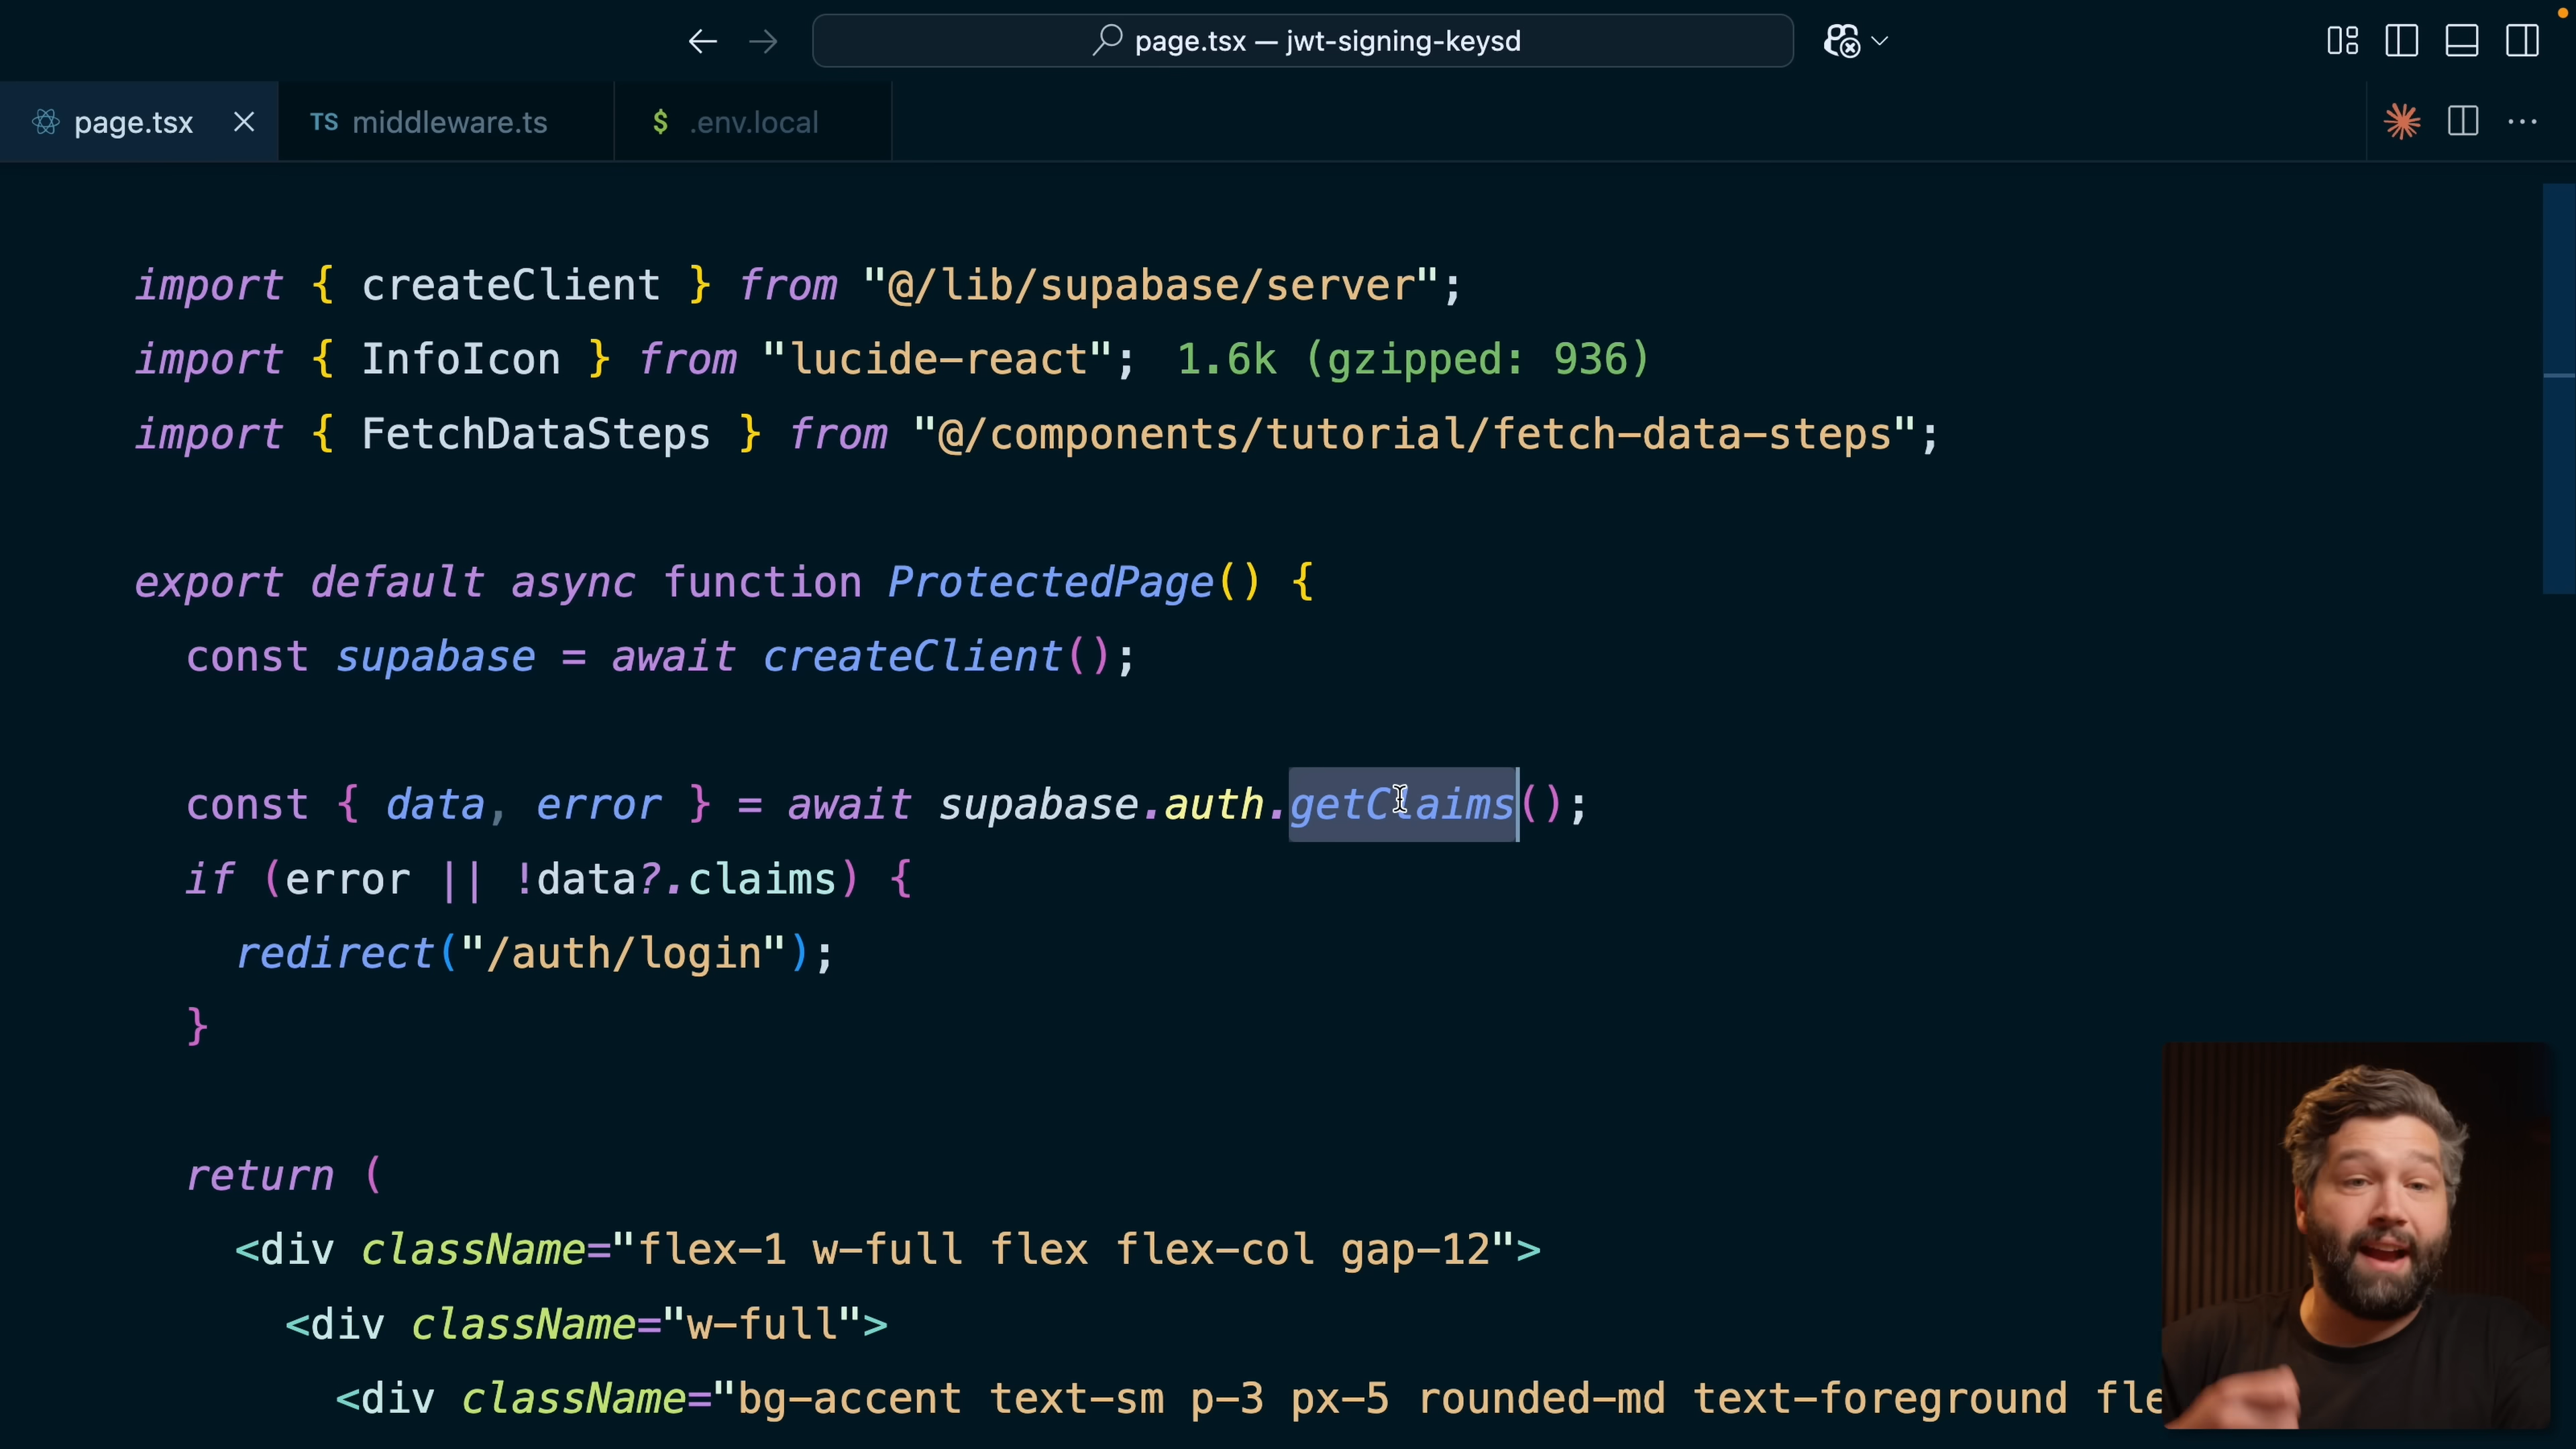 page.tsx — jwt-signing-keysd
page.tsx
TS middleware.ts
$ .env.local
import { createClient } from "@/lib/supabase/server";
import { InfoIcon } from "lucide-react"; 1.6k (gzipped: 936)
import { FetchDataSteps } from "@/components/tutorial/fetch-data-steps";
export default async function ProtectedPage() {
const supabase = await createClient();
const { data, error } = await supabase.auth.getClaims();
if (error || !data?.claims) {
redirect("/auth/login");
}
return (
<div className="flex-1 w-full flex flex-col gap-12">
<div className="w-full">
<div className="bg-accent text-sm p-3 px-5 rounded-md text-foreground fle